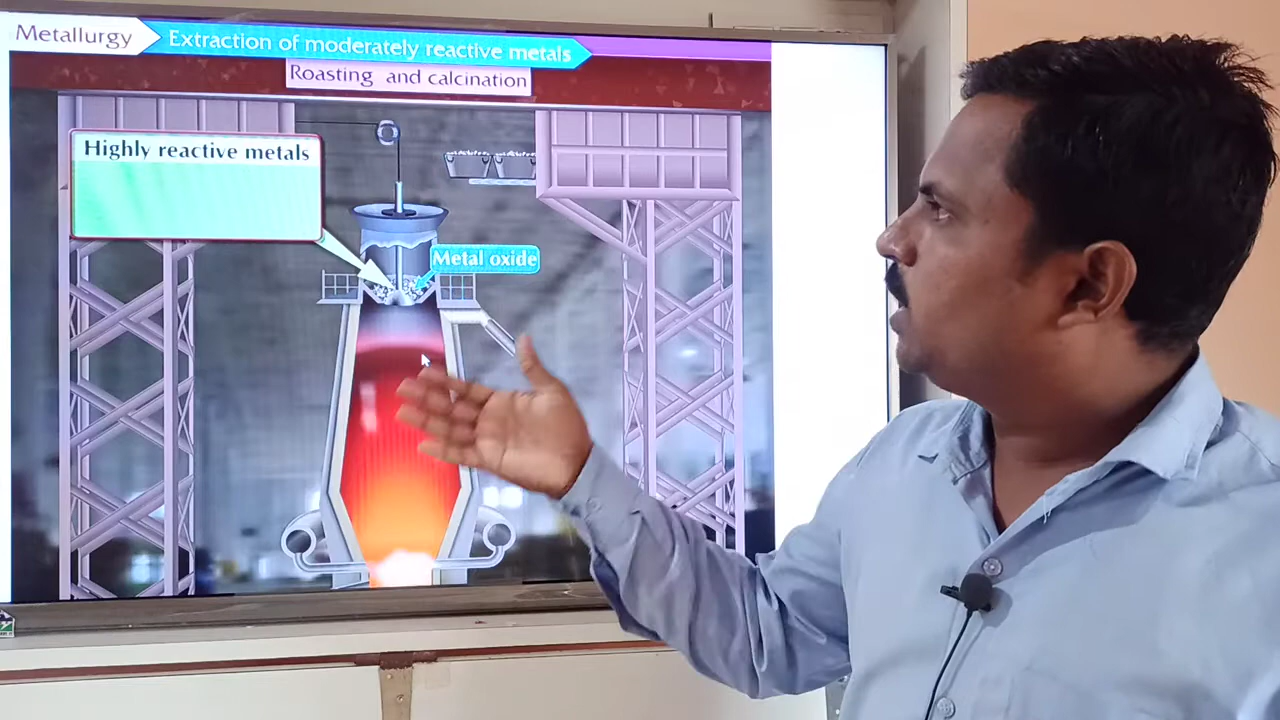 Metallurgy
Extraction of moderately reactive metals
Roasting and calcination
Highly reactive metals
Metal oxide